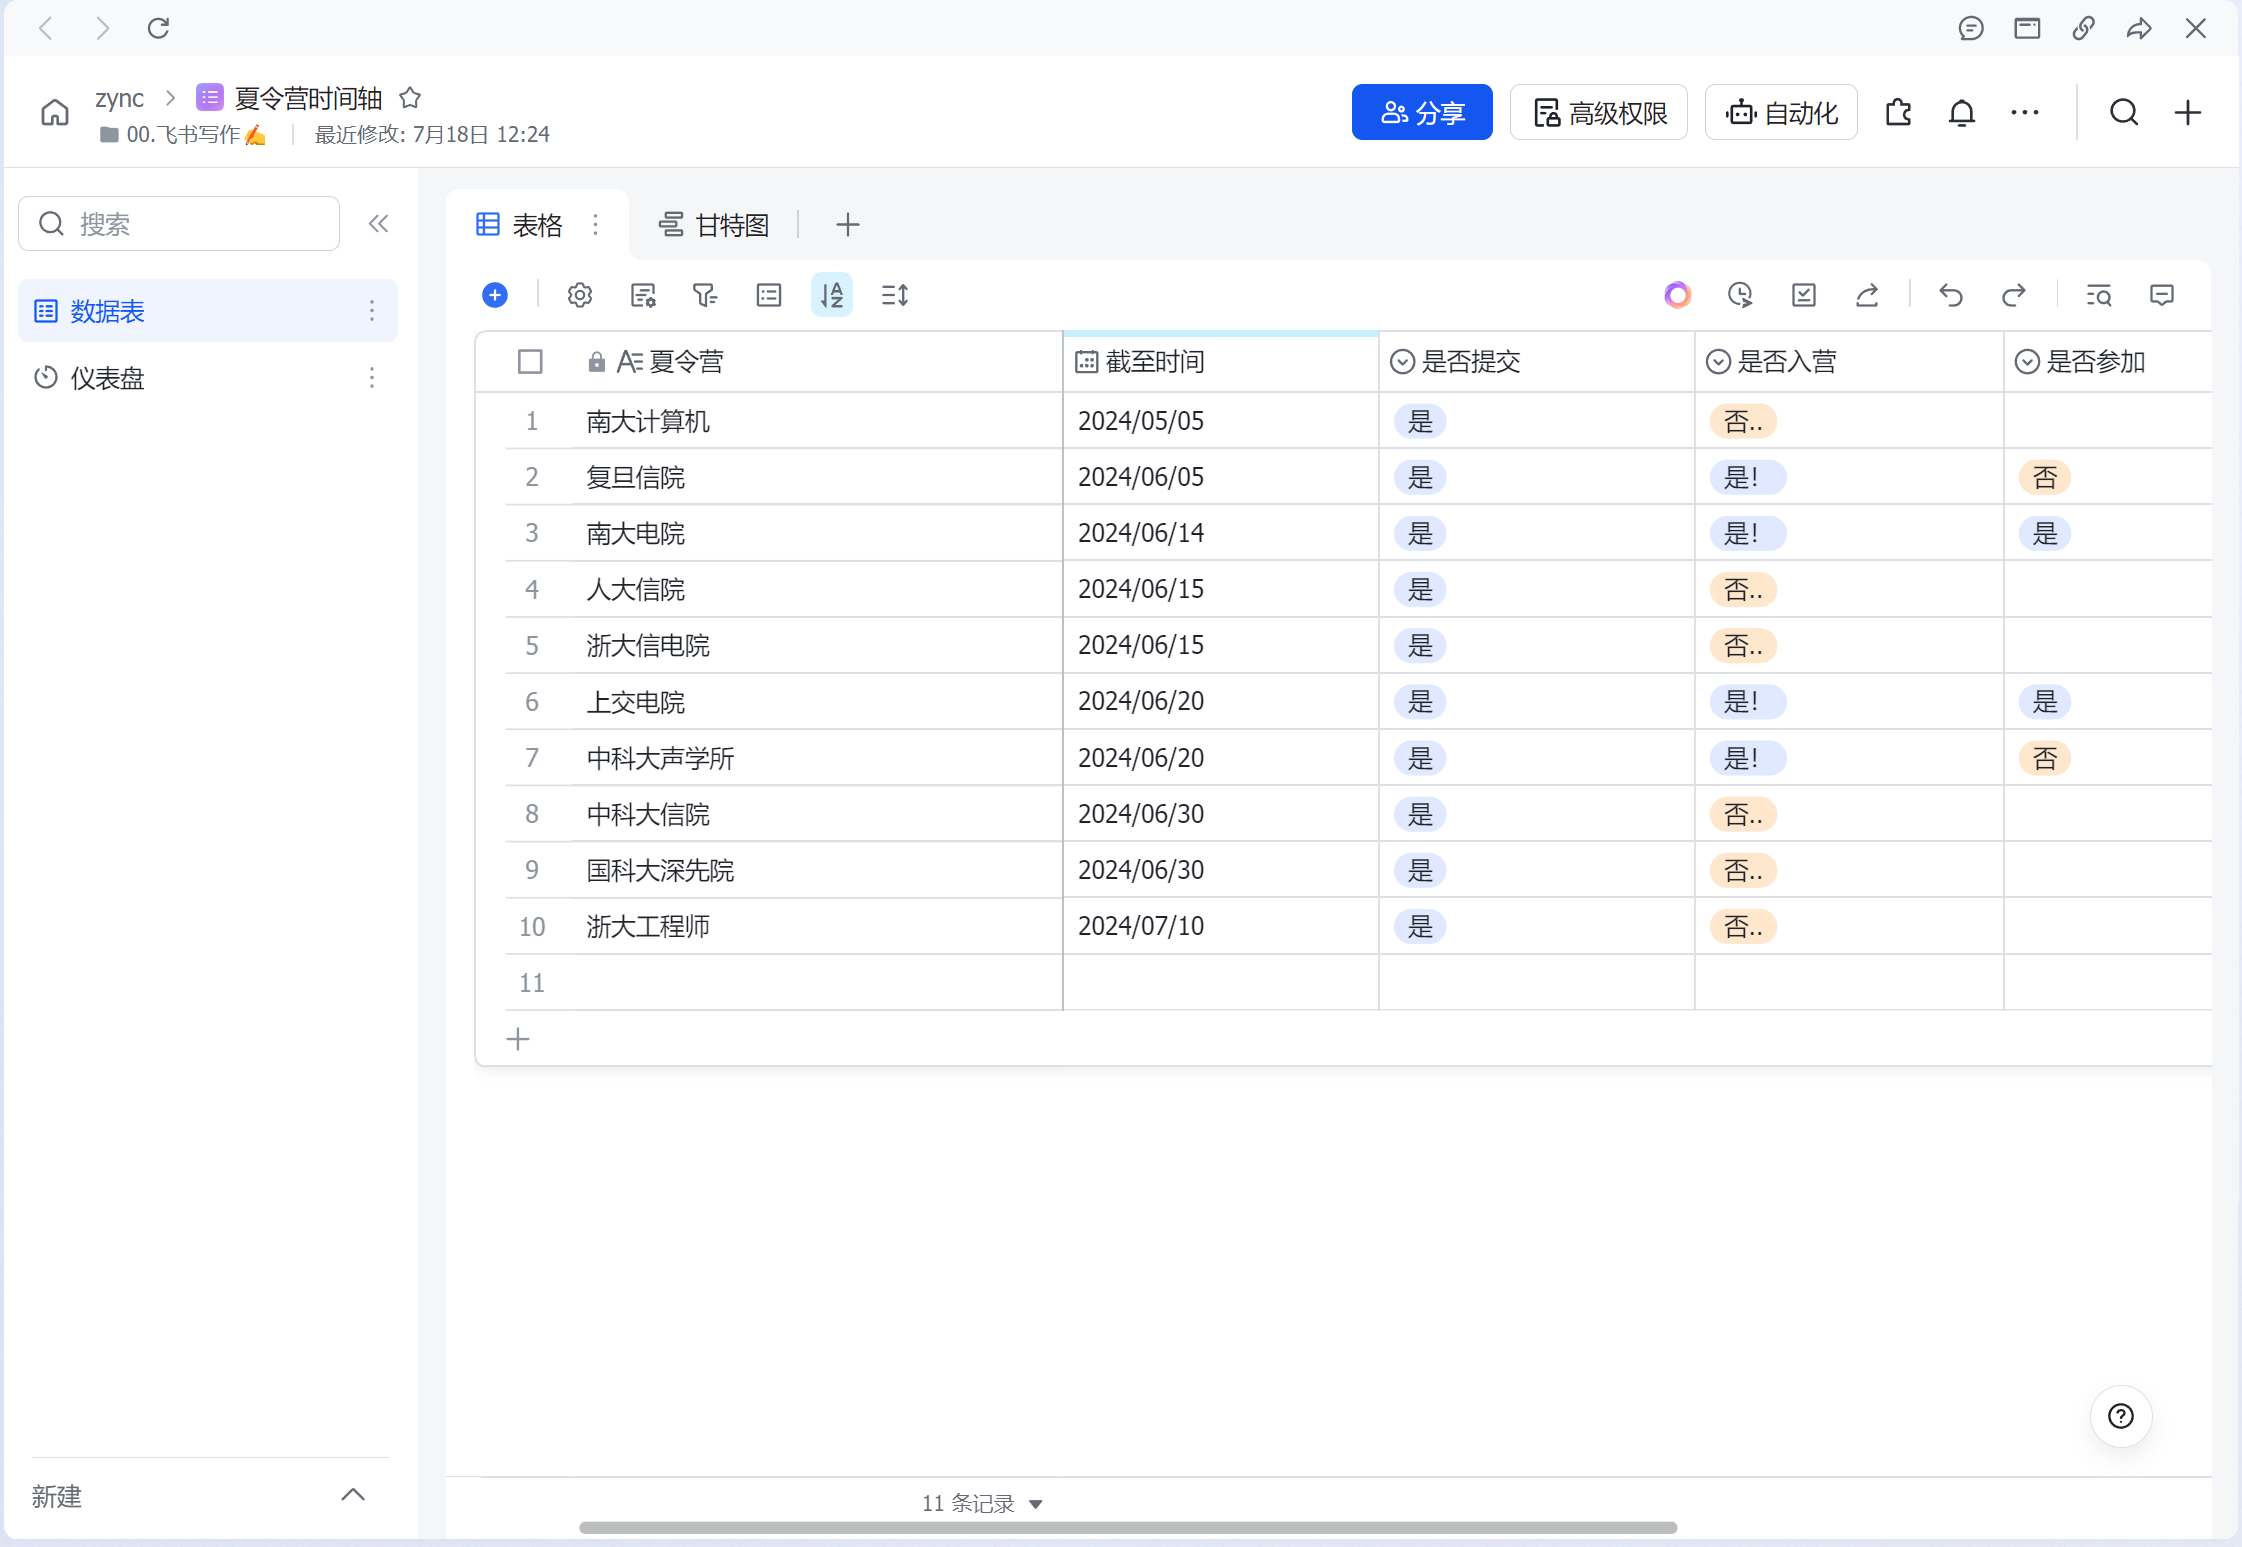 zync > 夏令营时间轴
00.飞书写作✍ 最近修改: 7月18日 12:24
分享 高级权限 自动化
搜索
数据表
仪表盘
新建
表格 甘特图
夏令营 截至时间 是否提交 是否入营 是否参加
1 南大计算机 2024/05/05 是 否..
2 复旦信院 2024/06/05 是 是！ 否
3 南大电院 2024/06/14 是 是！ 是
4 人大信院 2024/06/15 是 否..
5 浙大信电院 2024/06/15 是 否..
6 上交电院 2024/06/20 是 是！ 是
7 中科大声学所 2024/06/20 是 是！ 否
8 中科大信院 2024/06/30 是 否..
9 国科大深先院 2024/06/30 是 否..
10 浙大工程师 2024/07/10 是 否..
11
11 条记录